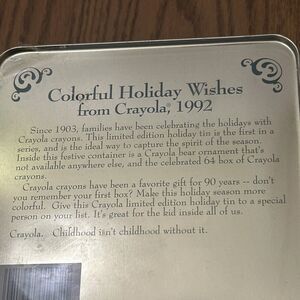 Colorful Holiday Wishes
from Crayola® 1992
Since 1903, families have been celebrating the holidays with
Crayola crayons. This limited edition holiday tin is the first in a
series, and is the ideal way to capture the spirit of the season.
Inside this festive container is a Crayola bear ornament that's
not available anywhere else, and the celebrated 64 box of Crayola
crayons.
Crayola crayons have been a favorite gift for 90 years -- don't
you remember your first box? Make this holiday season more
colorful. Give this Crayola limited edition holiday tin to a special
person on your list. It's great for the kid inside all of us.
Crayola. Childhood isn't childhood without it.